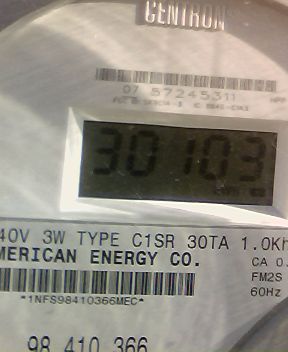 CENTRON
07 57245311
30103
40V 3W TYPE C1SR 30TA 1.0Kh
MERICAN ENERGY CO.
CA 0.
FM2S
*1NFS98410366MEC*
60Hz
98 410 366